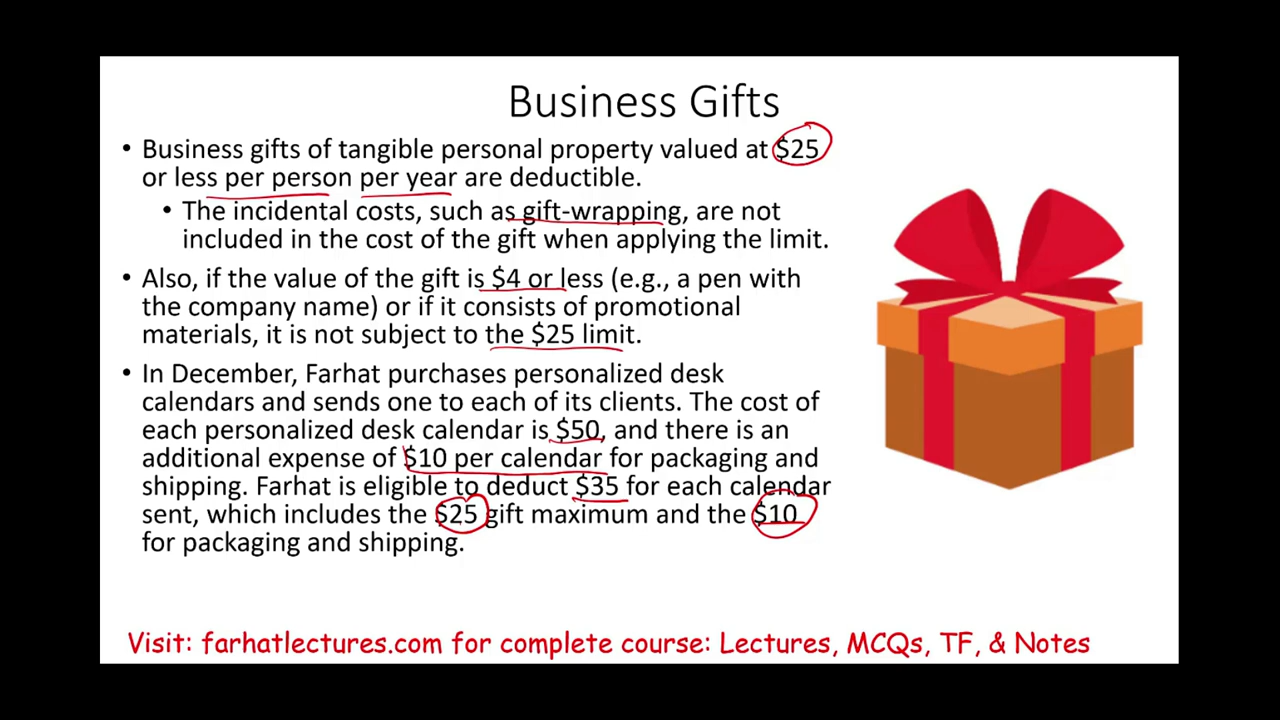 Business Gifts
• Business gifts of tangible personal property valued at $25
or less per person per year are deductible.
• The incidental costs, such as gift-wrapping, are not
included in the cost of the gift when applying the limit.
• Also, if the value of the gift is $4 or less (e.g., a pen with
the company name) or if it consists of promotional
materials, it is not subject to the $25 limit.
• In December, Farhat purchases personalized desk
calendars and sends one to each of its clients. The cost of
each personalized desk calendar is $50, and there is an
additional expense of $10 per calendar for packaging and
shipping. Farhat is eligible to deduct $35 for each calendar
sent, which includes the $25 gift maximum and the $10
for packaging and shipping.
Visit: farhatlectures.com for complete course: Lectures, MCQs, TF, & Notes